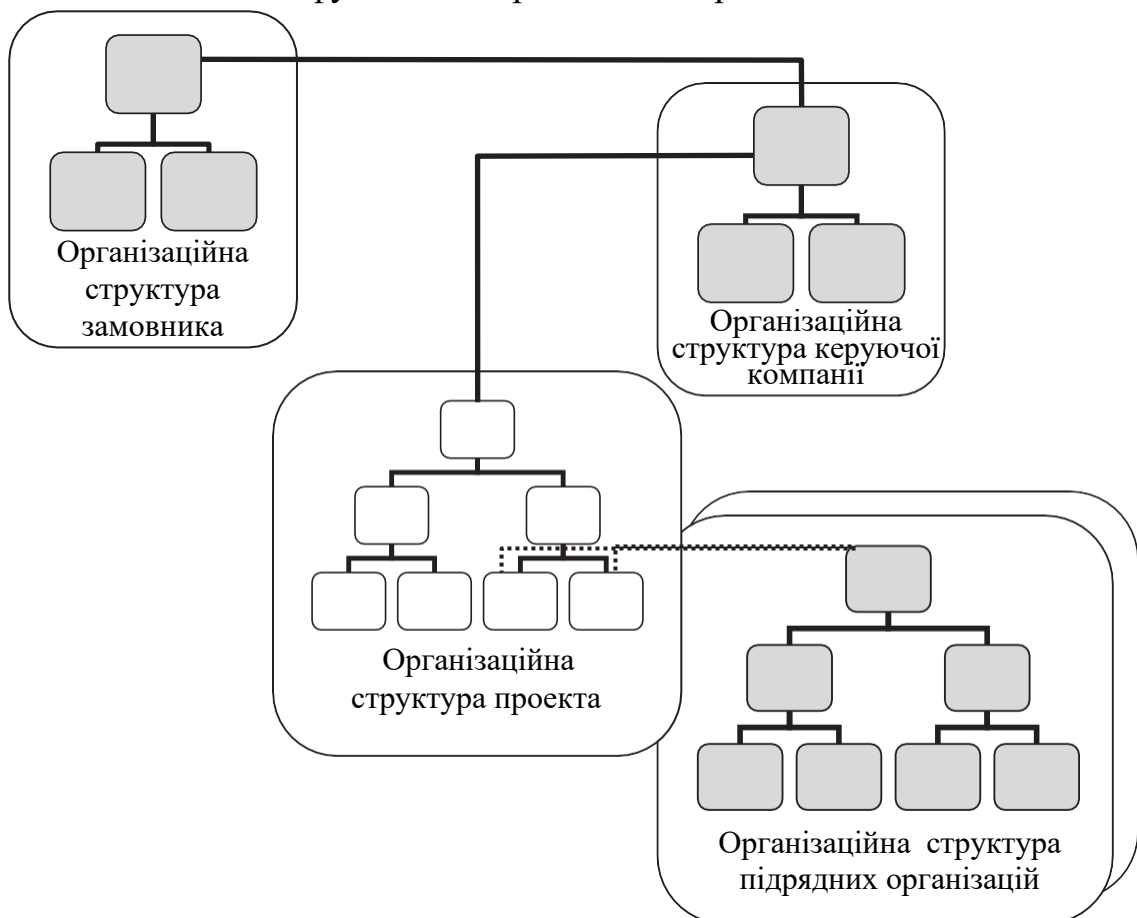 Організаційна
структура
замовника
Організаційна
структура керуючої
компанії
Організаційна
структура проекта
Організаційна структура
підрядних організацій